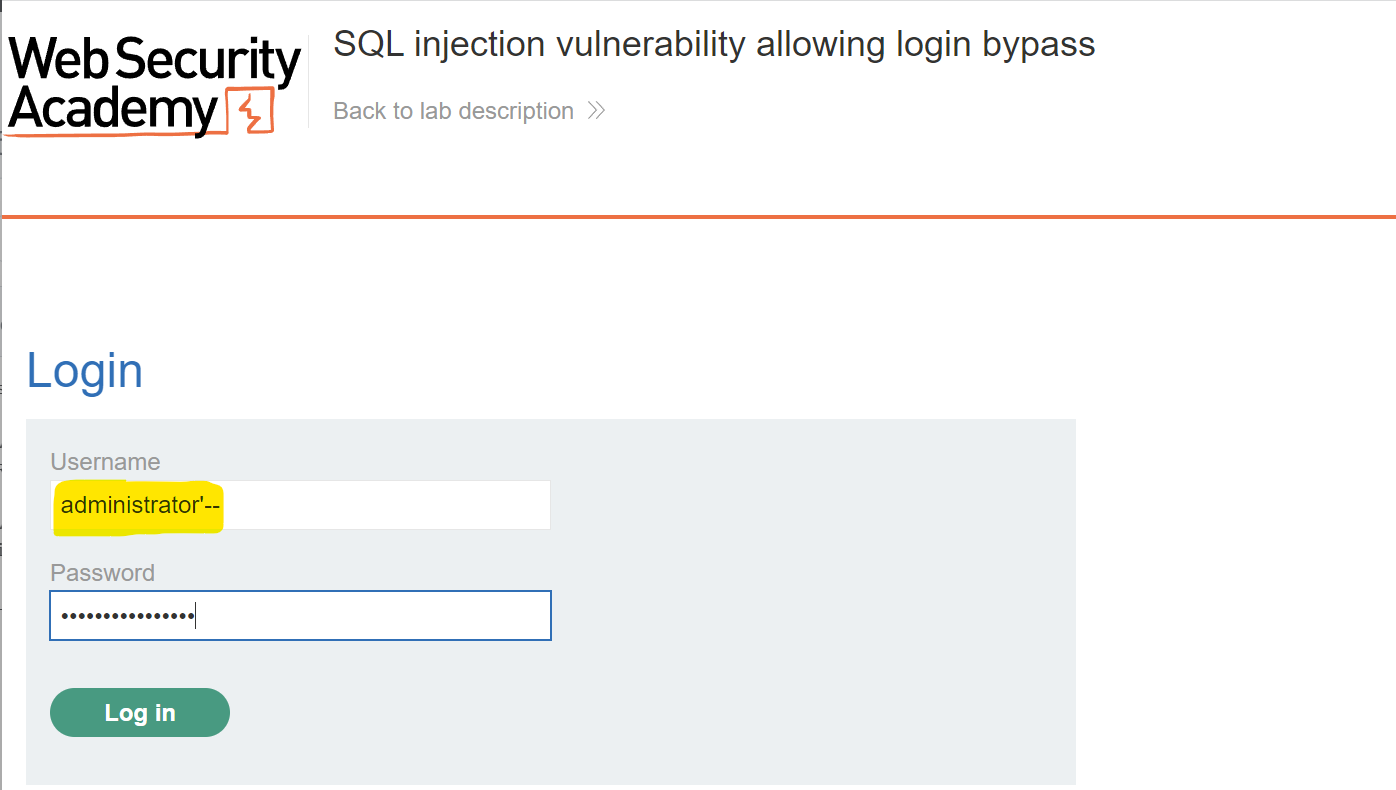 Web Security
Academy
SQL injection vulnerability allowing login bypass
Back to lab description
Login
Username
administrator'--
Password
••••••••••••••••
Log in